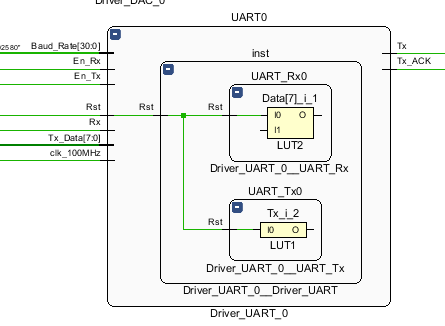 Driver_DAC_0
UART0
02580"
Baud_Rate[30:0]
Tx
inst
En_Rx
Tx_ACK
En_Tx
UART_Rx0
Rst
Rst
Rst
Data[7]_i_1
I0
O
I1
Rx
Tx_Data[7:0]
LUT2
clk_100MHz
Driver_UART_0__UART_Rx
UART_Tx0
Rst
Tx_i_2
I0
O
LUT1
Driver_UART_0__UART_Tx
Driver_UART_0__Driver_UART
Driver_UART_0